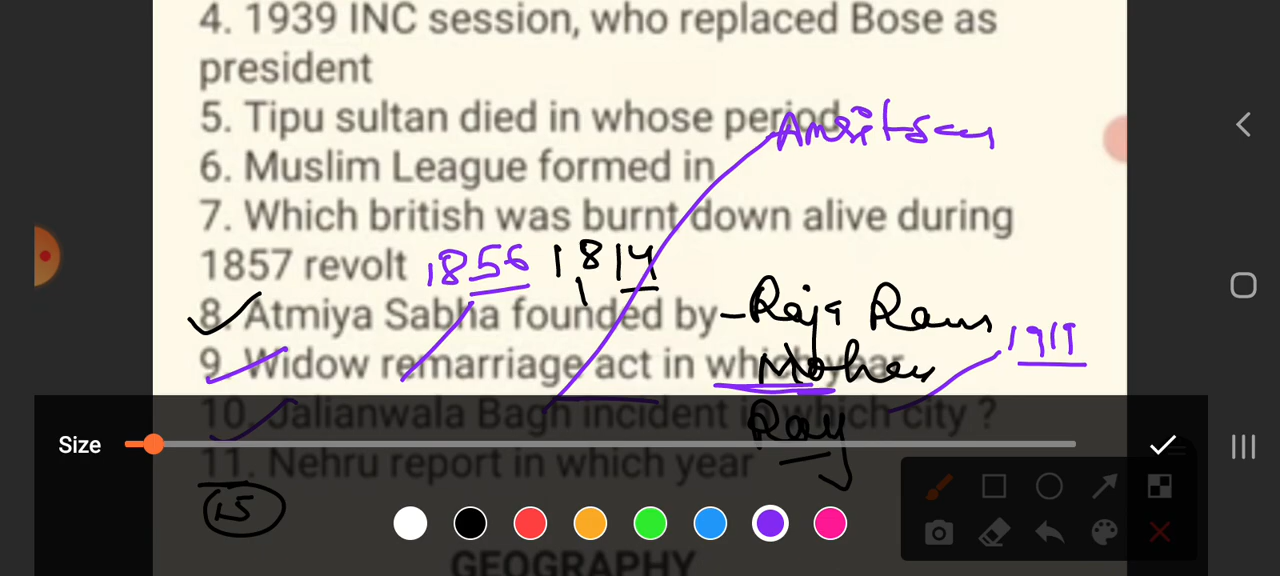 4. 1939 INC session, who replaced Bose as
president
5. Tipu sultan died in whose period
Amritsar
6. Muslim League formed in
7. Which british was burnt down alive during
1857 revolt 1856 1814
8. Atmiya Sabha founded by - Raja Ram
Mohan
Roy
9. Widow remarriage act in which year
1919
10. Jalianwala Bagh incident in which city ?
Size
11. Nehru report in which year
15
GEOGRAPHY